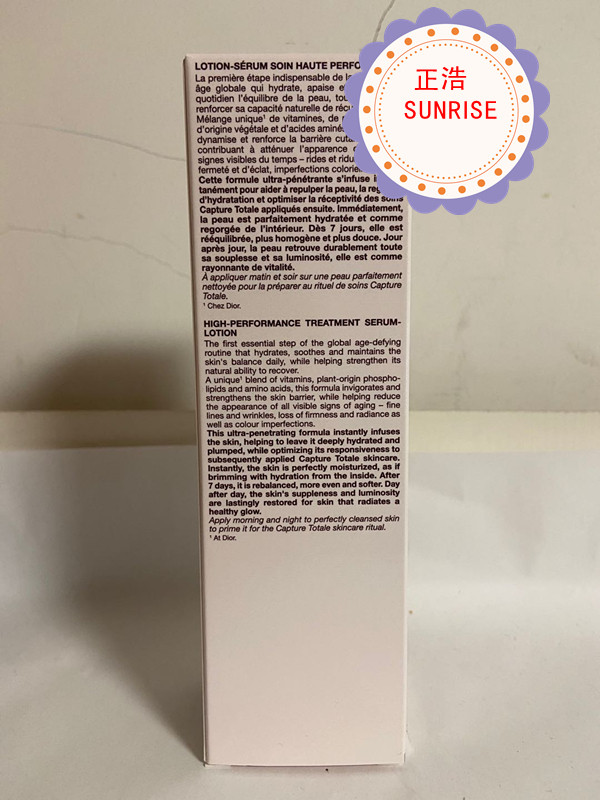 LOTION-SÉRUM SOIN HAUTE
La première étape indispensable de
âge globale qui hydrate, apaise
quotidien l'équilibre de la peau,
renforcer sa capacité naturelle de
Mélange unique¹ de vitamines, de
d'origine végétale et d'acides aminés
dynamise et renforce la barrière
contribuant à atténuer l'apparence
signes visibles du temps – rides et
fermeté et d'éclat, imperfections
Cette formule ultra-pénétrante s'infuse
tanément pour aider à repulper la peau, la
d'hydratation et optimiser la réceptivité des soins
Capture Totale appliqués ensuite. Immédiatement,
la peau est parfaitement hydratée et comme
regorgée de l'intérieur. Dès 7 jours, elle est
rééquilibrée, plus homogène et plus douce. Jour
après jour, la peau retrouve durablement toute
sa souplesse et sa luminosité, elle est comme
rayonnante de vitalité.
À appliquer matin et soir sur une peau parfaitement
nettoyée pour la préparer au rituel de soins Capture
Totale.
¹ Chez Dior.
HIGH-PERFORMANCE TREATMENT SERUM-
LOTION
The first essential step of the global age-defying
routine that hydrates, soothes and maintains the
skin's balance daily, while helping strengthen its
natural ability to recover.
A unique¹ blend of vitamins, plant-origin phospho-
lipids and amino acids, this formula invigorates and
strengthens the skin barrier, while helping reduce
the appearance of all visible signs of aging – fine
lines and wrinkles, loss of firmness and radiance as
well as colour imperfections.
This ultra-penetrating formula instantly infuses
the skin, helping to leave it deeply hydrated and
plumped, while optimizing its responsiveness to
subsequently applied Capture Totale skincare.
Instantly, the skin is perfectly moisturized, as if
brimming with hydration from the inside. After
7 days, it is rebalanced, more even and softer. Day
after day, the skin's suppleness and luminosity
are lastingly restored for skin that radiates a
healthy glow.
Apply morning and night to perfectly cleansed skin
to prime it for the Capture Totale skincare ritual.
¹ At Dior.
正浩
SUNRISE